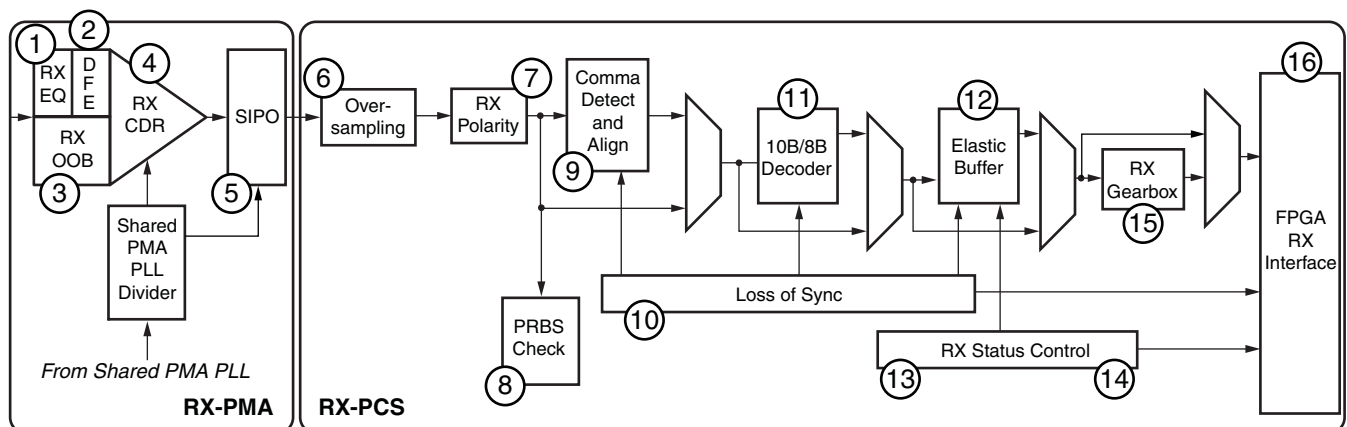 1
2
RX
EQ
D
F
E
4
RX
CDR
RX
OOB
3
SIPO
5
Shared
PMA
PLL
Divider
From Shared PMA PLL
RX-PMA
6
Over-
sampling
7
RX
Polarity
Comma
Detect
and
Align
9
8
PRBS
Check
11
10B/8B
Decoder
12
Elastic
Buffer
RX
Gearbox
15
Loss of Sync
10
RX Status Control
13
14
16
FPGA
RX
Interface
RX-PCS